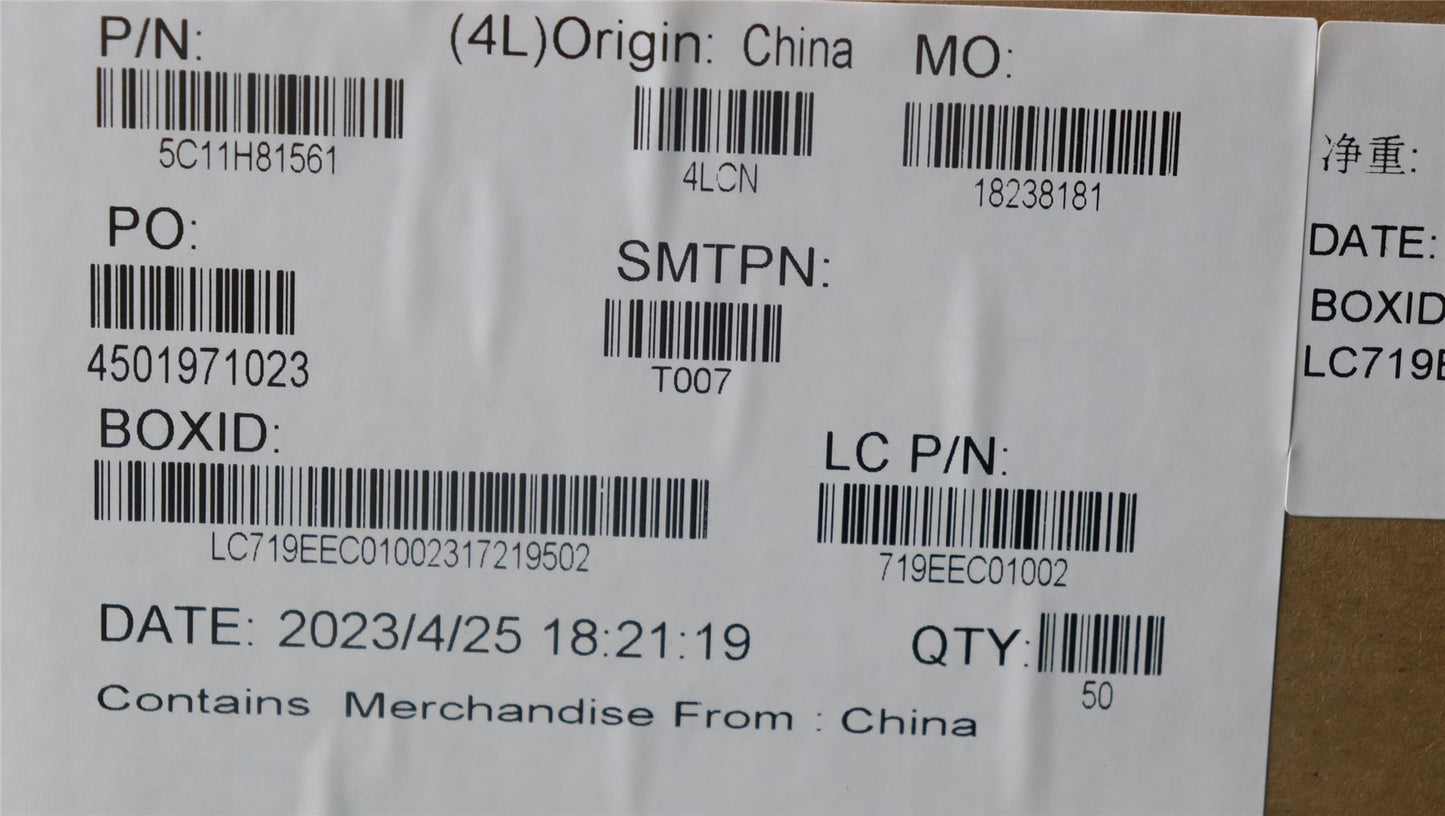 P/N: (4L)Origin: China MO:
5C11H81561 4LCN 18238181
PO: SMTPN:
4501971023 T007
BOXID: LC P/N:
LC719EEC01002317219502 719EEC01002
DATE: 2023/4/25 18:21:19 QTY:
50
Contains Merchandise From : China
净重:
DATE:
BOXID
LC719E